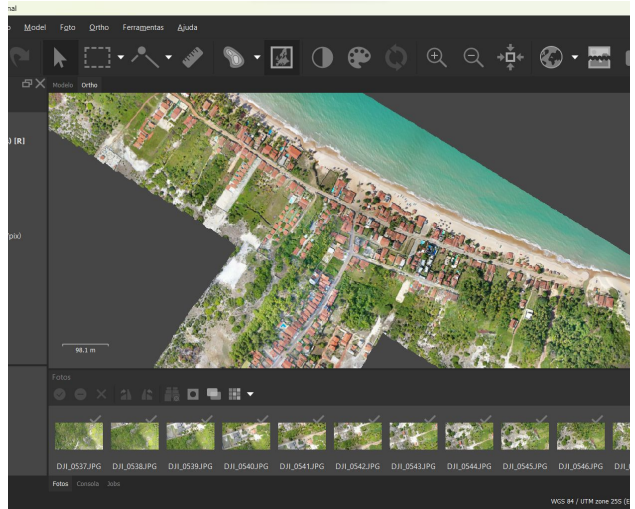 nal
o Model Foto Ortho Ferramentas Ajuda
Modelo Ortho
) [R]
/pix)
98.1 m
Fotos
DJI_0537.JPG DJI_0538.JPG DJI_0539.JPG DJI_0540.JPG DJI_0541.JPG DJI_0542.JPG DJI_0543.JPG DJI_0544.JPG DJI_0545.JPG DJI_0546.JPG DJI
Fotos Console Jobs
WGS 84 / UTM zone 25S (E